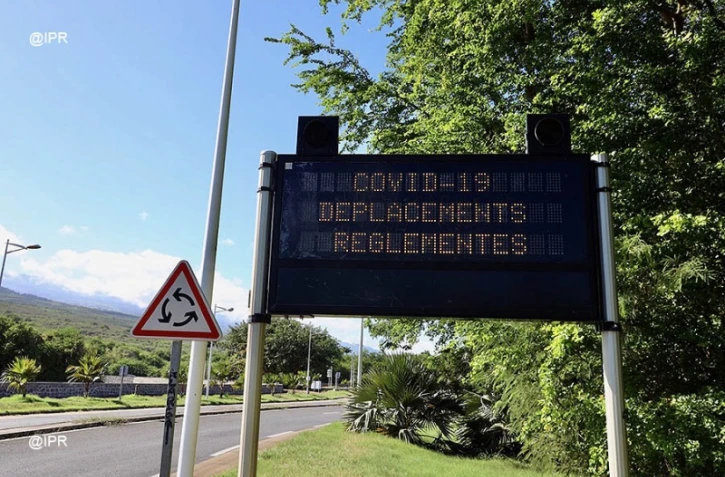 @IPR
COVID-19
DEPLACEMENTS
REGLEMENTES
@IPR